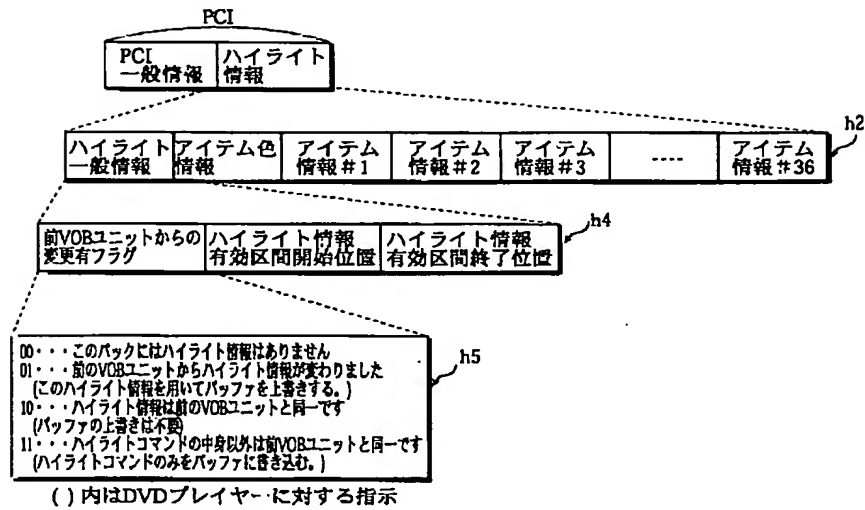 PCI
PCI
一般情報
ハイライト
情報
h2
ハイライト
一般情報
アイテム色
情報
アイテム
情報#1
アイテム
情報#2
アイテム
情報#3
----
アイテム
情報#36
h4
前VOBユニットからの
変更有フラグ
ハイライト情報
有効区間開始位置
ハイライト情報
有効区間終了位置
h5
00・・・このパックにはハイライト情報はありません
01・・・前のVOBユニットからハイライト情報が変わりました
(このハイライト情報を用いてバッファを上書きする。)
10・・・ハイライト情報は前のVOBユニットと同一です
(バッファの上書きは不要)
11・・・ハイライトコマンドの中身以外は前VOBユニットと同一です
(ハイライトコマンドのみをバッファに書き込む。)
( ) 内はDVDプレイヤーに対する指示